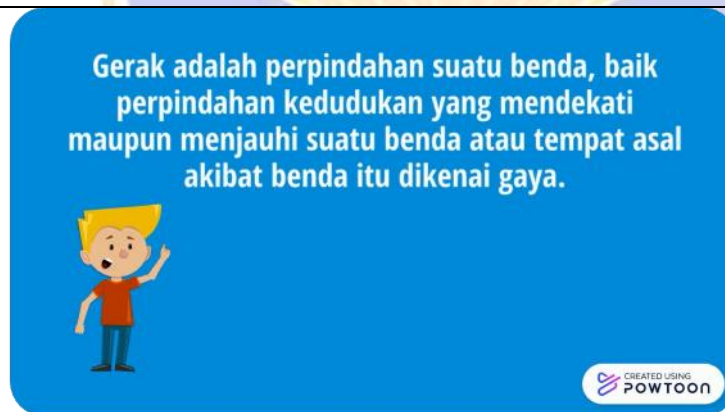 Gerak adalah perpindahan suatu benda, baik
perpindahan kedudukan yang mendekati
maupun menjauhi suatu benda atau tempat asal
akibat benda itu dikenai gaya.
CREATED USING
POWTOON